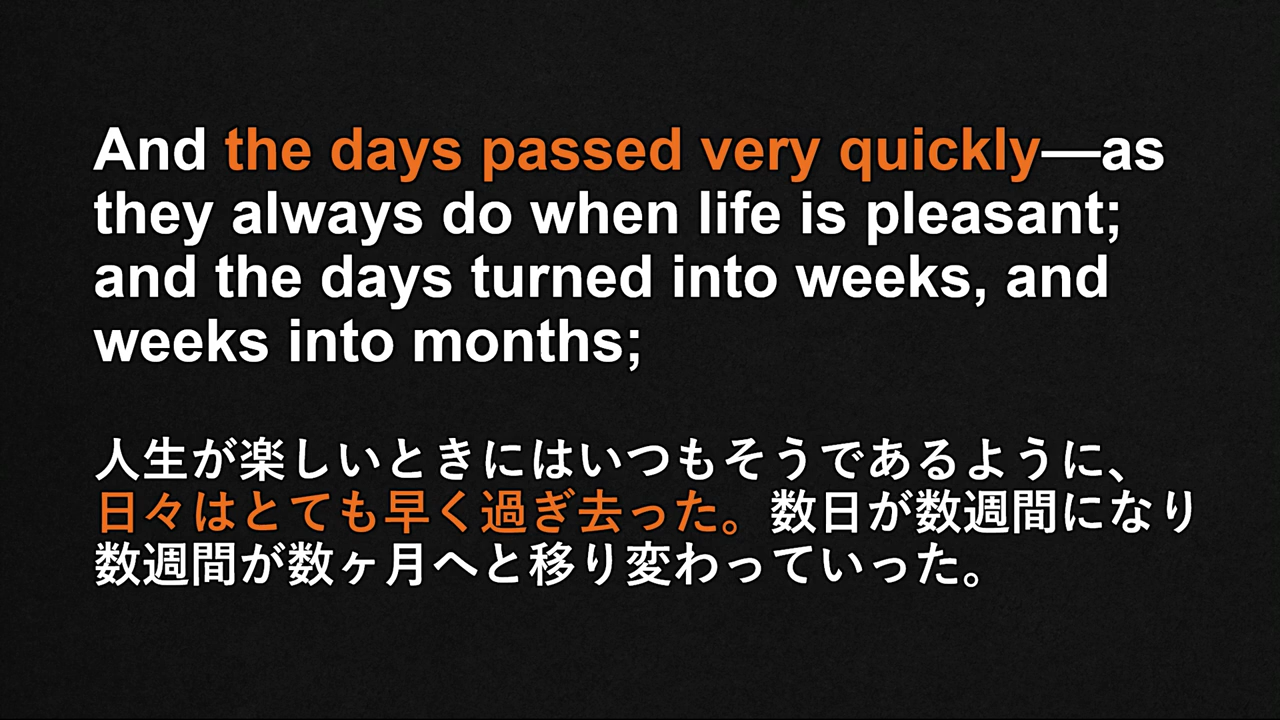 And the days passed very quickly—as
they always do when life is pleasant;
and the days turned into weeks, and
weeks into months;
人生が楽しいときにはいつもそうであるように、
日々はとても早く過ぎ去った。数日が数週間になり
数週間が数ヶ月へと移り変わっていった。